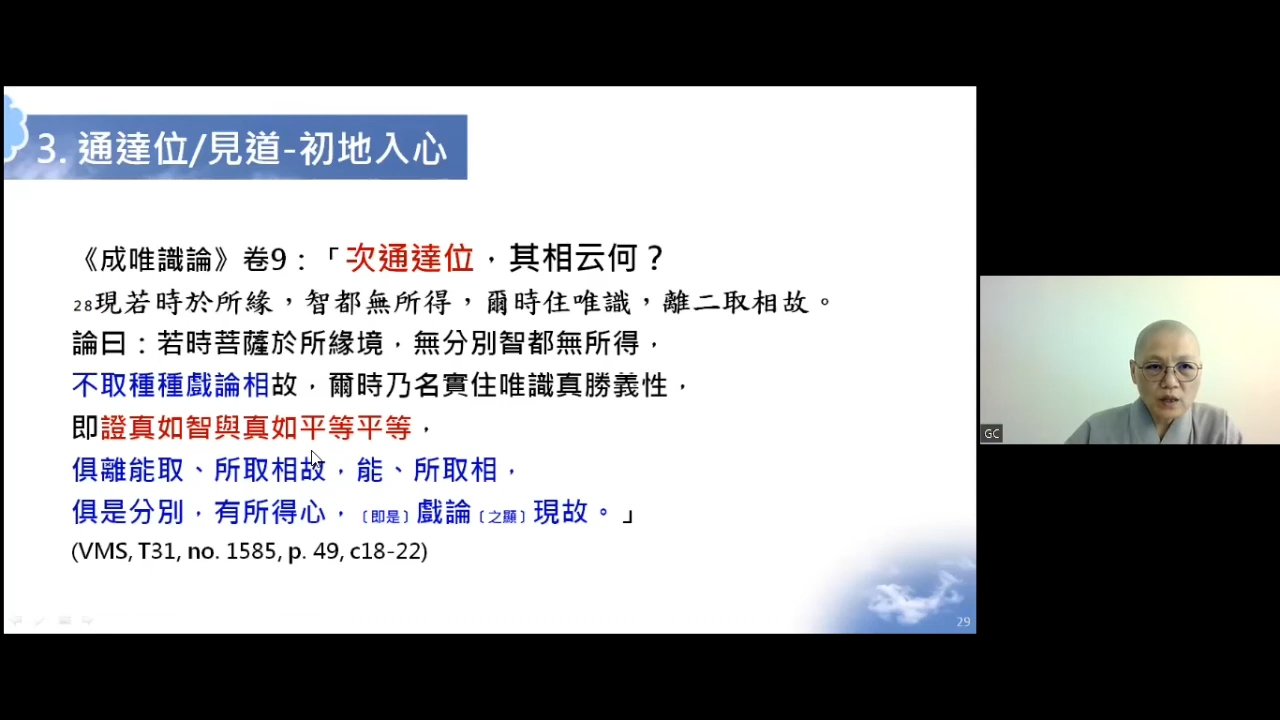 3. 通達位/見道-初地入心
《成唯識論》卷9：「次通達位，其相云何？
28現若時於所緣，智都無所得，爾時住唯識，離二取相故。
論曰：若時菩薩於所緣境，無分別智都無所得，
不取種種戲論相故，爾時乃名實住唯識真勝義性，
即證真如智與真如平等平等，
俱離能取、所取相故，能、所取相，
俱是分別，有所得心，〔即是〕戲論〔之顯〕現故。」
(VMS, T31, no. 1585, p. 49, c18-22)
29
GC